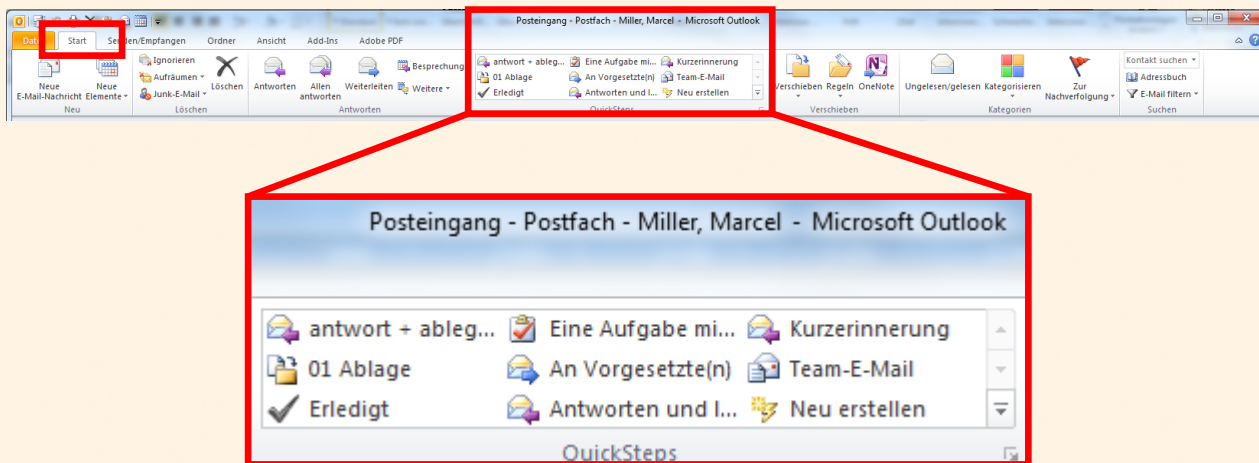 Posteingang - Postfach - Miller, Marcel - Microsoft Outlook
Start Senden/Empfangen Ordner Ansicht Add-Ins Adobe PDF
Ignorieren
Aufräumen
Junk-E-Mail
Löschen
Neue E-Mail-Nachricht
Neue Elemente
Antworten
Allen antworten
Weiterleiten
Besprechung
Weitere
antwort + ableg... Eine Aufgabe mi... Kurzerinnerung
01 Ablage An Vorgesetzte(n) Team-E-Mail
Erledigt Antworten und l... Neu erstellen
Verschieben Regeln OneNote
Ungelesen/gelesen Kategorisieren
Zur Nachverfolgung
Kontakt suchen
Adressbuch
E-Mail filtern
Neu Löschen Antworten QuickSteps Verschieben Kategorien Suchen
Posteingang - Postfach - Miller, Marcel - Microsoft Outlook
antwort + ableg... Eine Aufgabe mi... Kurzerinnerung
01 Ablage An Vorgesetzte(n) Team-E-Mail
Erledigt Antworten und l... Neu erstellen
QuickSteps